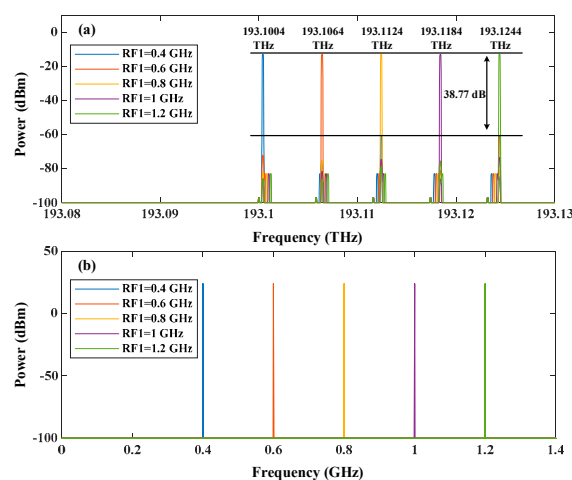 (a)
193.1004 193.1064 193.1124 193.1184 193.1244
THz THz THz THz THz
RF1=0.4 GHz
RF1=0.6 GHz
RF1=0.8 GHz
RF1=1 GHz
RF1=1.2 GHz
38.77 dB
0
-20
-40
-60
-80
-100
Power (dBm)
193.08 193.09 193.1 193.11 193.12 193.13
Frequency (THz)
(b)
RF1=0.4 GHz
RF1=0.6 GHz
RF1=0.8 GHz
RF1=1 GHz
RF1=1.2 GHz
50
0
-50
-100
Power (dBm)
0 0.2 0.4 0.6 0.8 1 1.2 1.4
Frequency (GHz)